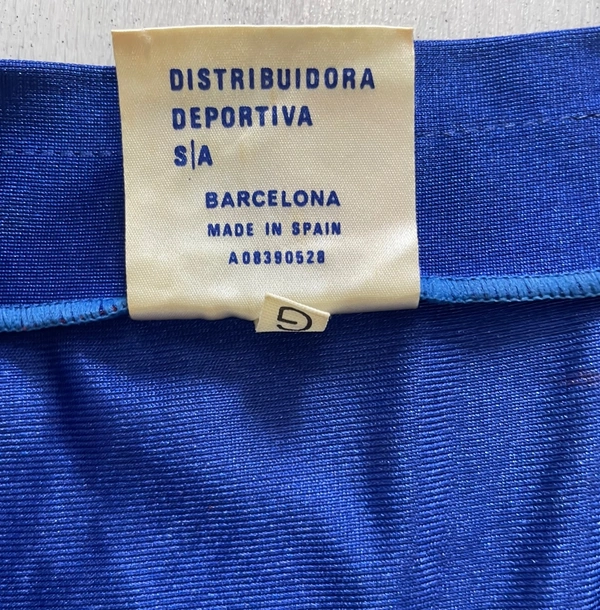 DISTRIBUIDORA
DEPORTIVA
S|A
BARCELONA
MADE IN SPAIN
A08390528
G